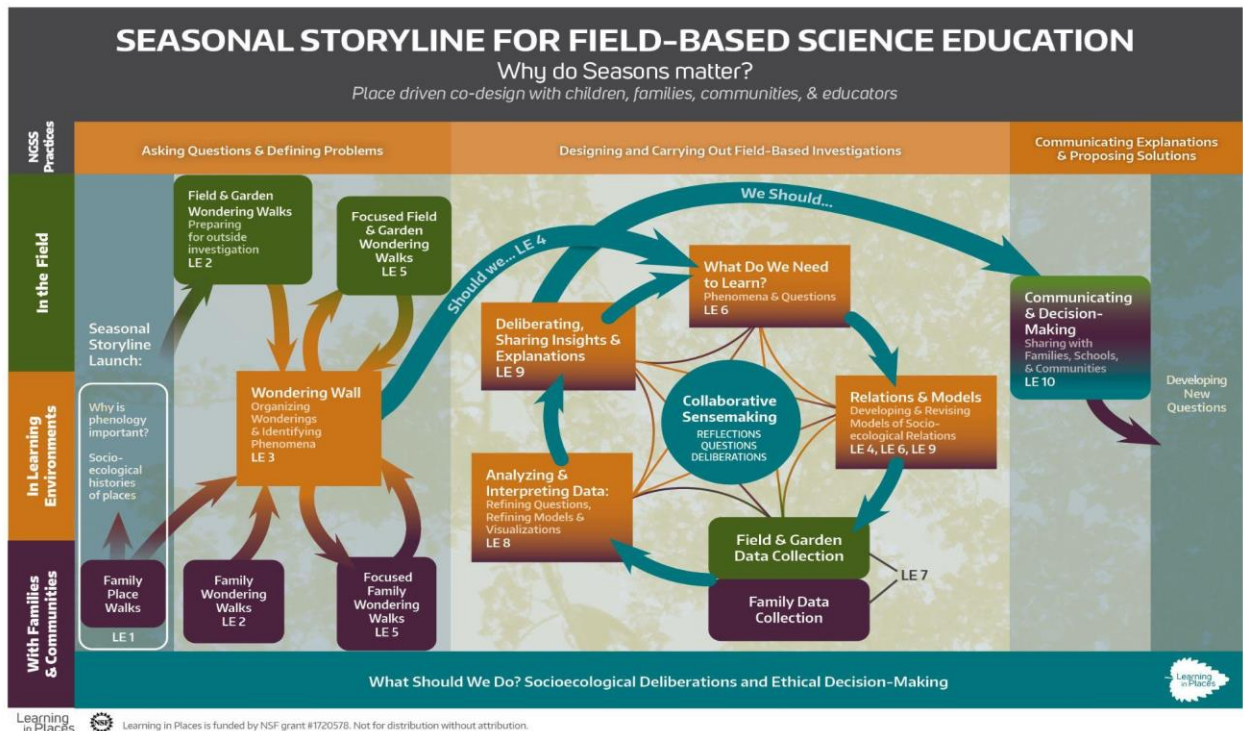 SEASONAL STORYLINE FOR FIELD-BASED SCIENCE EDUCATION
Why do Seasons matter?
Place driven co-design with children, families, communities, & educators
NGSS
Practices
Asking Questions & Defining Problems
Designing and Carrying Out Field-Based Investigations
Communicating Explanations
& Proposing Solutions
In the Field
Field & Garden
Wondering Walks
Preparing
for outside
investigation
LE 2
Focused Field
& Garden
Wondering
Walks
LE 5
Should we... LE 4
We Should...
What Do We Need
to Learn?
Phenomena & Questions
LE 6
Deliberating,
Sharing Insights &
Explanations
LE 9
Communicating
& Decision-
Making
Sharing with
Families, Schools,
& Communities
LE 10
Seasonal
Storyline
Launch:
In Learning
Environments
Why is
phenology
important?
Socio-
ecological
histories
of places
Wondering Wall
Organizing
Wonderings
& Identifying
Phenomena
LE 3
Collaborative
Sensemaking
REFLECTIONS
QUESTIONS
DELIBERATIONS
Relations & Models
Developing & Revising
Models of Socio-
ecological Relations
LE 4, LE 6, LE 9
Developing
New
Questions
Analyzing &
Interpreting Data:
Refining Questions,
Refining Models &
Visualizations
LE 8
With Families
& Communities
Family
Place
Walks
LE 1
Family
Wondering
Walks
LE 2
Focused
Family
Wondering
Walks
LE 5
Field & Garden
Data Collection
Family Data
Collection
LE 7
What Should We Do? Socioecological Deliberations and Ethical Decision-Making
Learning
in Places
Learning
in Places
NSF
Learning in Places is funded by NSF grant #1720578. Not for distribution without attribution.